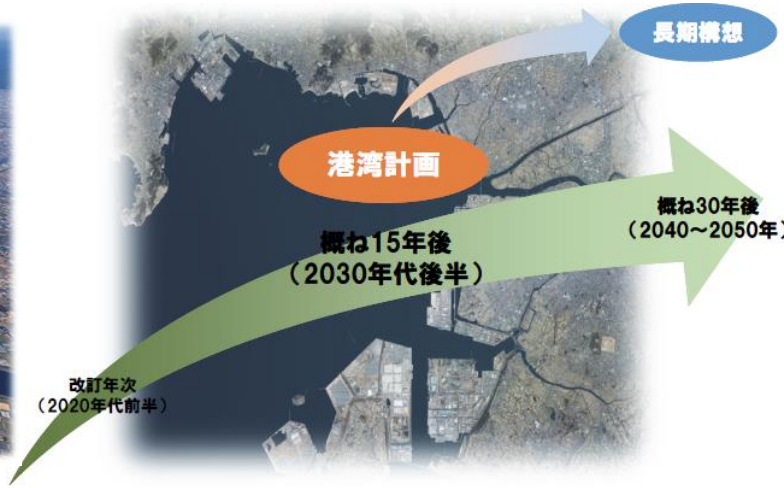 長期構想
港湾計画
概ね30年後
（2040～2050年）
概ね15年後
（2030年代後半）
改訂年次
（2020年代前半）